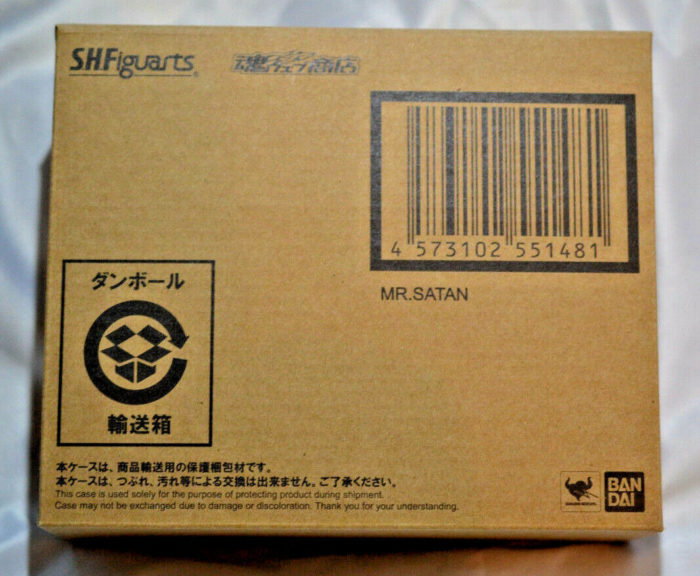 S.H.Figuarts
魂ウェブ商店
4 573102 551481
MR.SATAN
ダンボール
輸送箱
本ケースは、商品輸送用の保護梱包材です。
本ケースは、つぶれ、汚れ等による交換は出来ません。ご了承ください。
This case is used solely for the purpose of protecting product during shipment.
Case may not be exchanged due to damage or discoloration. Thank you for your understanding.
BAN
DAI